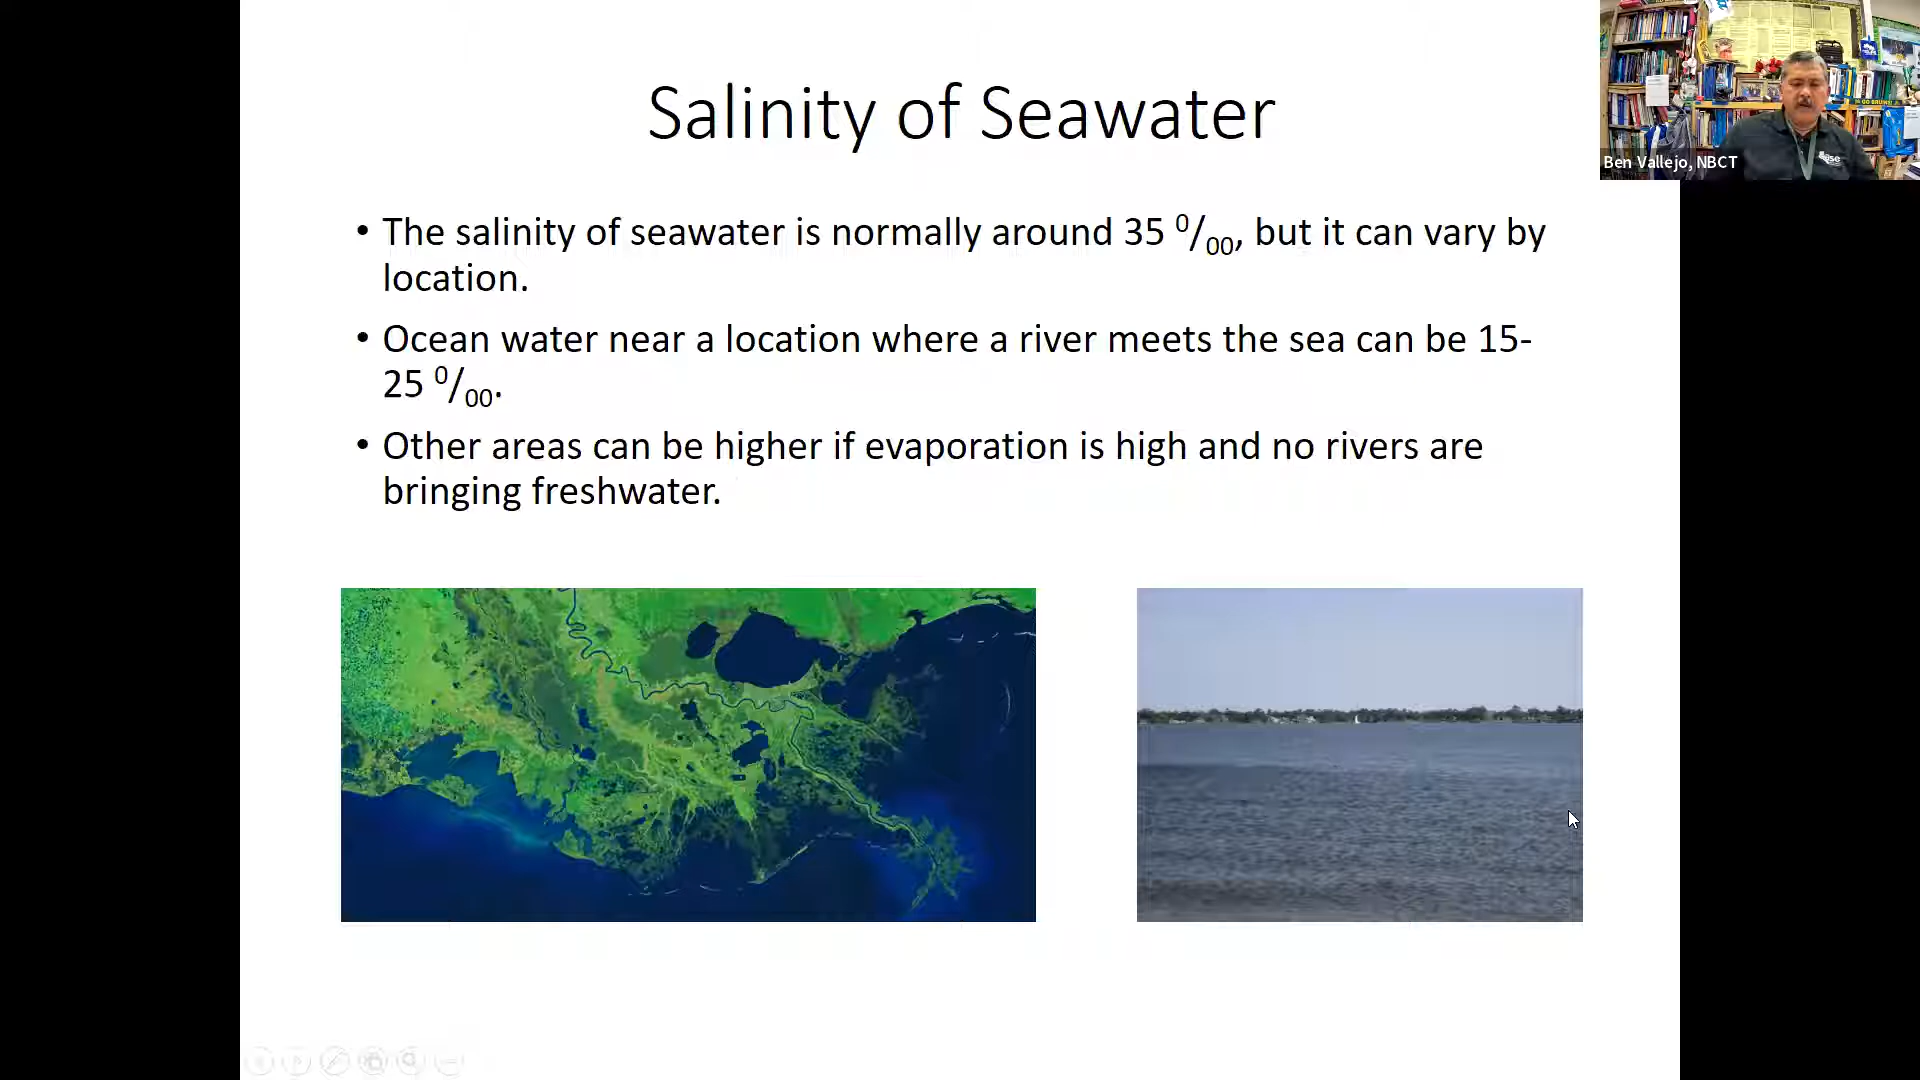 Salinity of Seawater
• The salinity of seawater is normally around 35 ⁰/₀₀, but it can vary by
location.
• Ocean water near a location where a river meets the sea can be 15-
25 ⁰/₀₀.
• Other areas can be higher if evaporation is high and no rivers are
bringing freshwater.
Ben Vallejo, NBCT